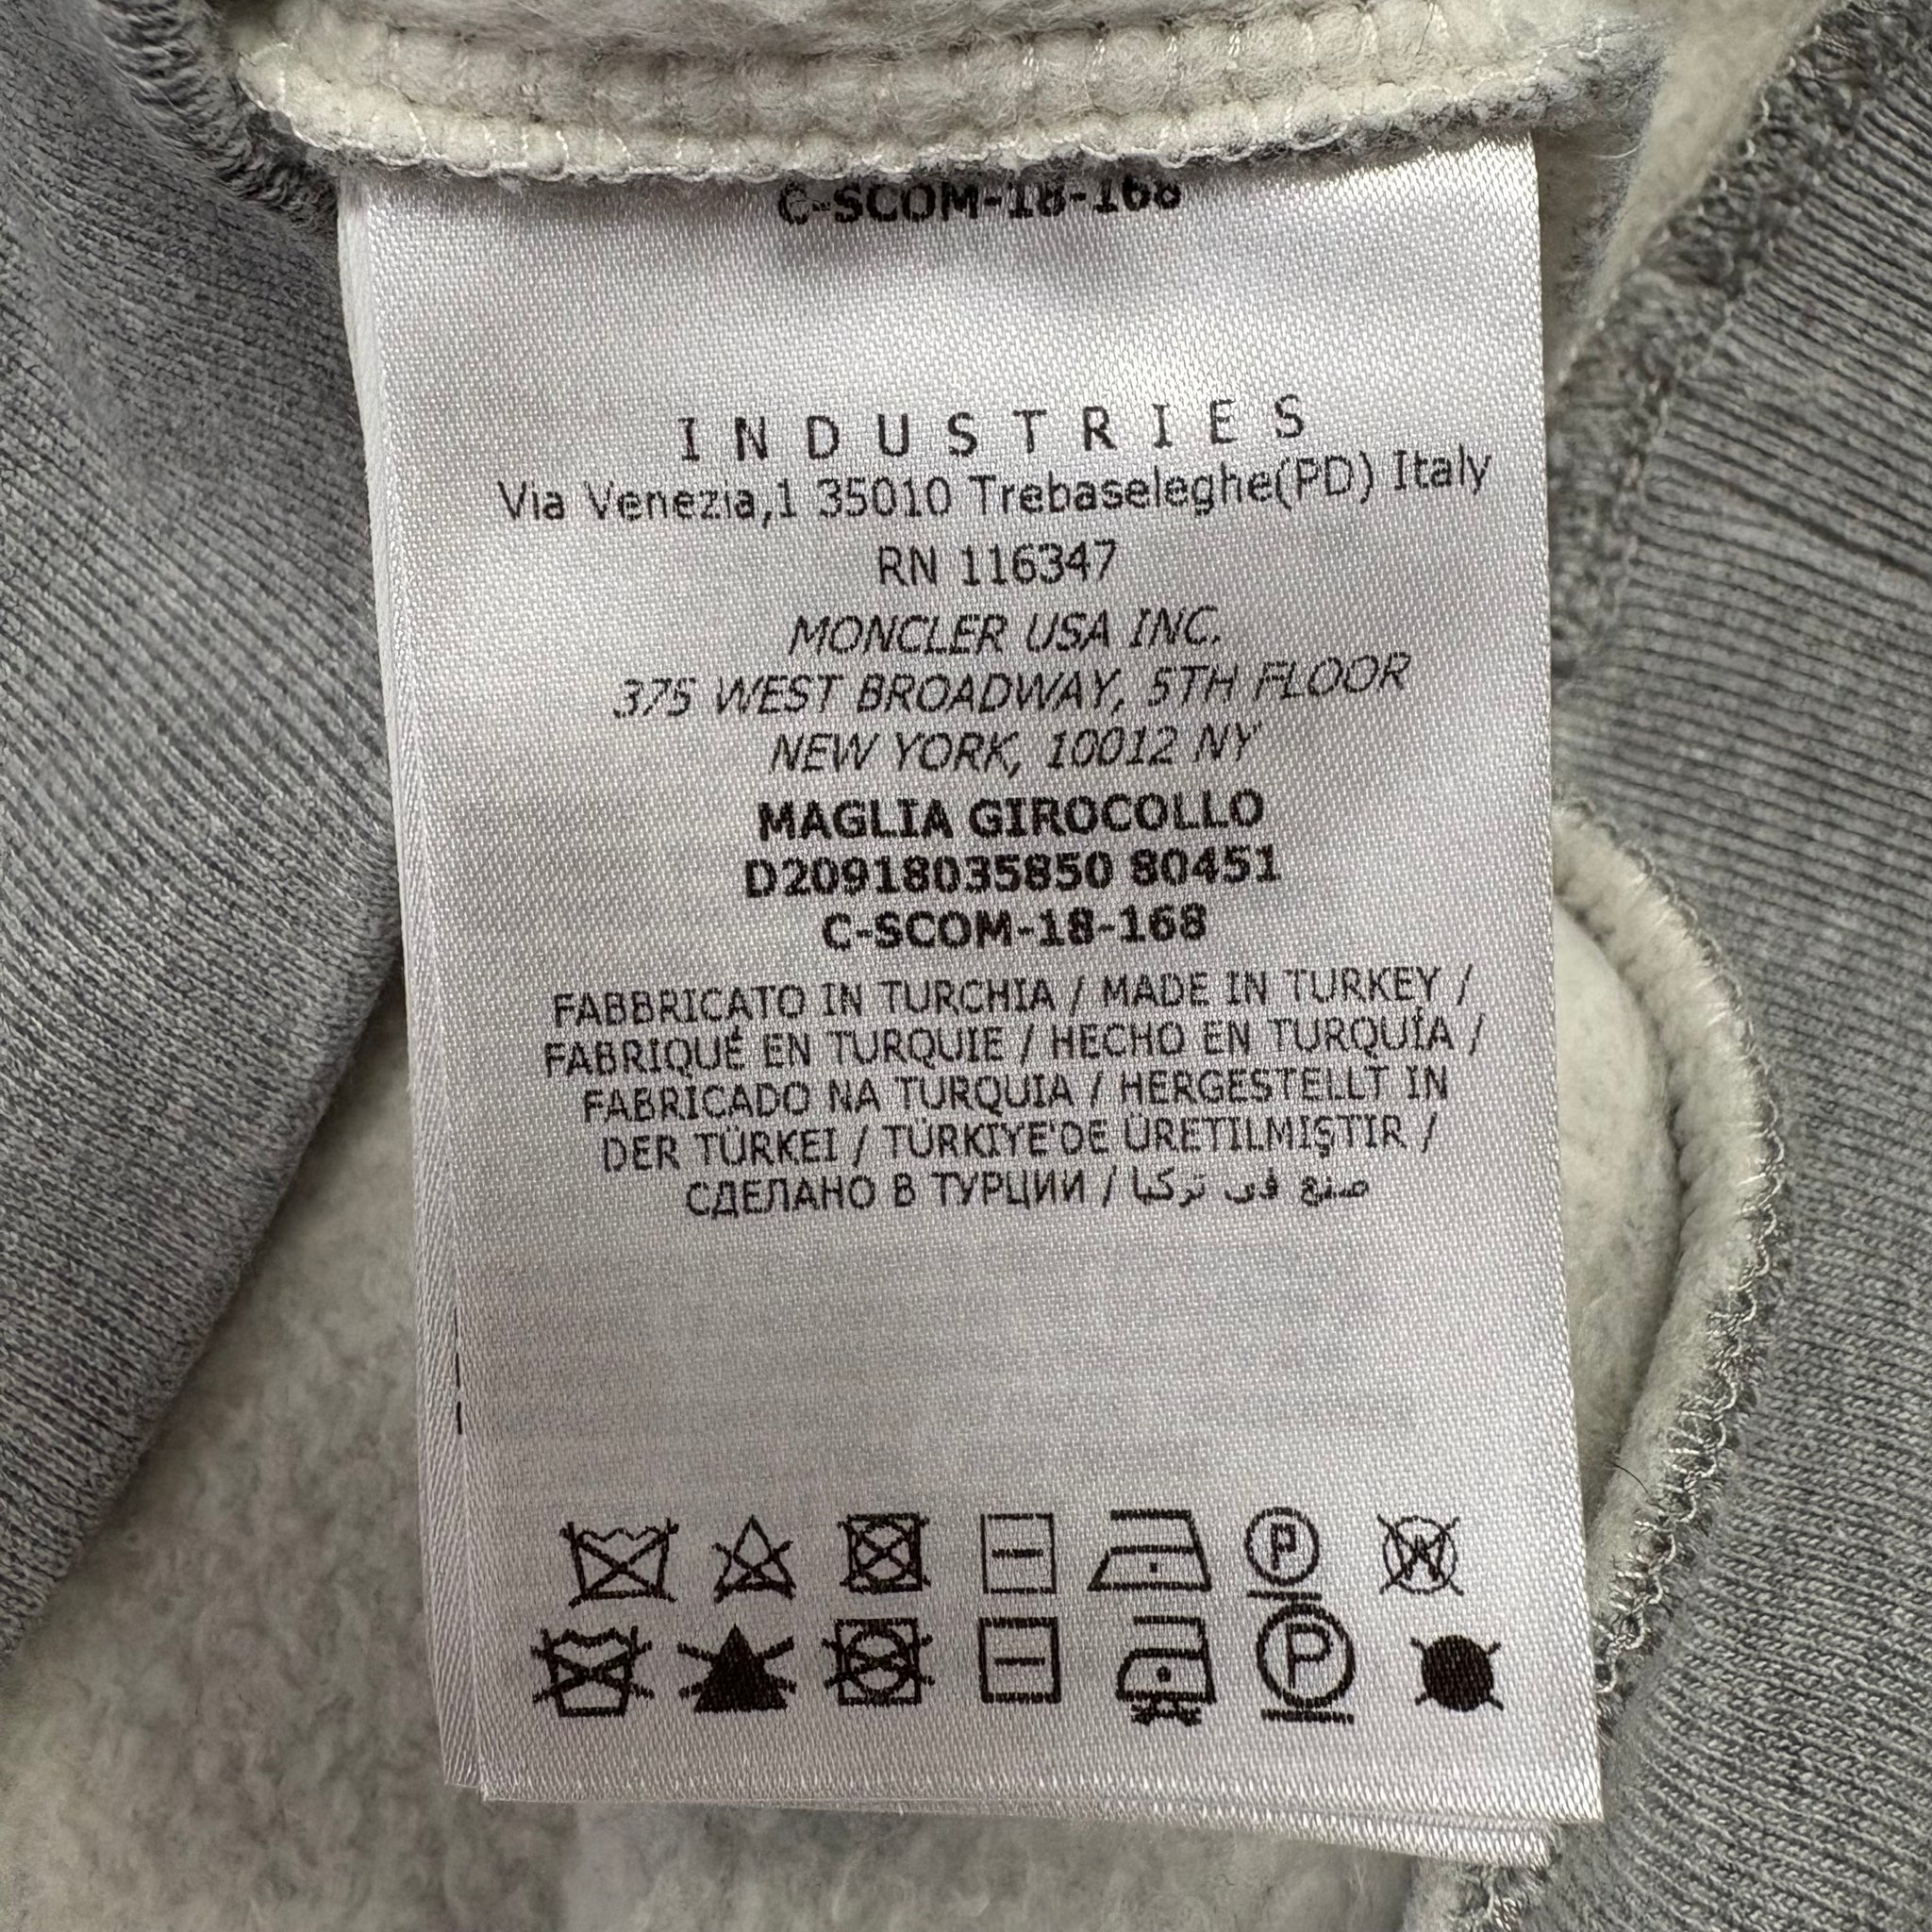 C-SCOM-18-168
INDUSTRIES
Via Venezia,1 35010 Trebaseleghe(PD) Italy
RN 116347
MONCLER USA INC.
375 WEST BROADWAY, 5TH FLOOR
NEW YORK, 10012 NY
MAGLIA GIROCOLLO
D20918035850 80451
C-SCOM-18-168
FABBRICATO IN TURCHIA / MADE IN TURKEY /
FABRIQUÉ EN TURQUIE / HECHO EN TURQUÍA /
FABRICADO NA TURQUIA / HERGESTELLT IN
DER TÜRKEI / TÜRKIYE'DE ÜRETILMIŞTIR /
СДЕЛАНО В ТУРЦИИ / صنع في تركيا
P W
P